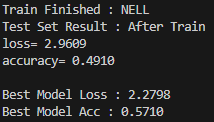 Train Finished : NELL
Test Set Result : After Train
loss= 2.9609
accuracy= 0.4910
Best Model Loss : 2.2798
Best Model Acc : 0.5710